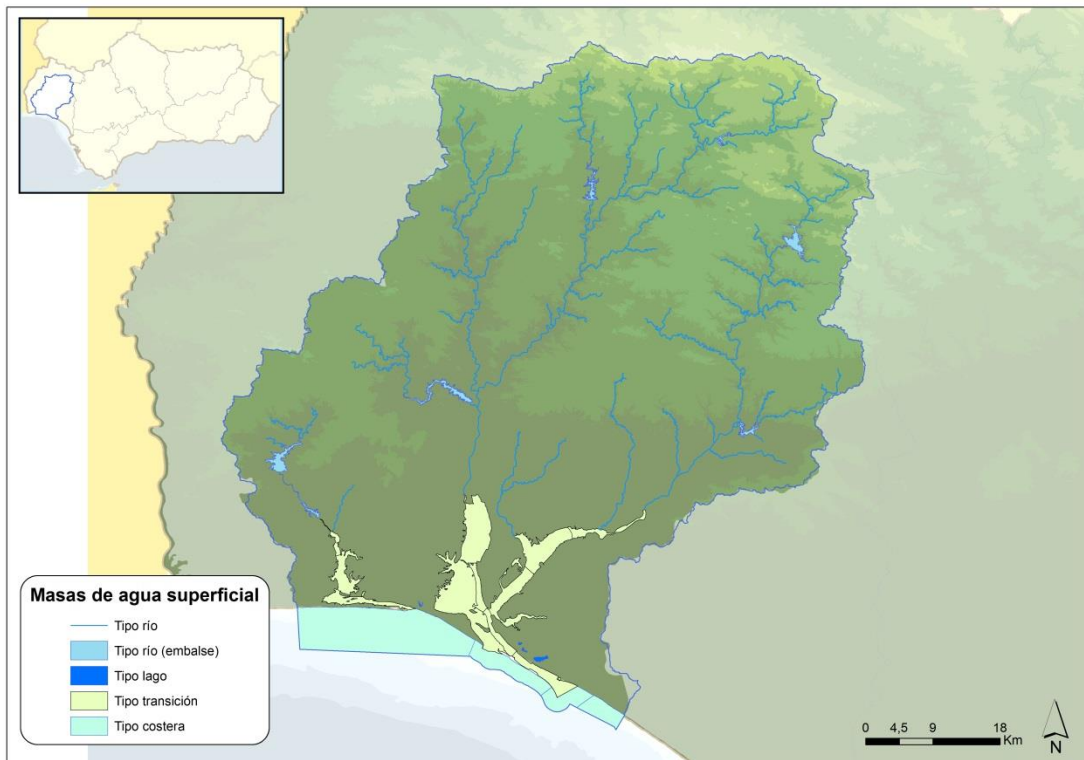 Masas de agua superficial
Tipo río
Tipo río (embalse)
Tipo lago
Tipo transición
Tipo costera
0 4,5 9 18
Km
N